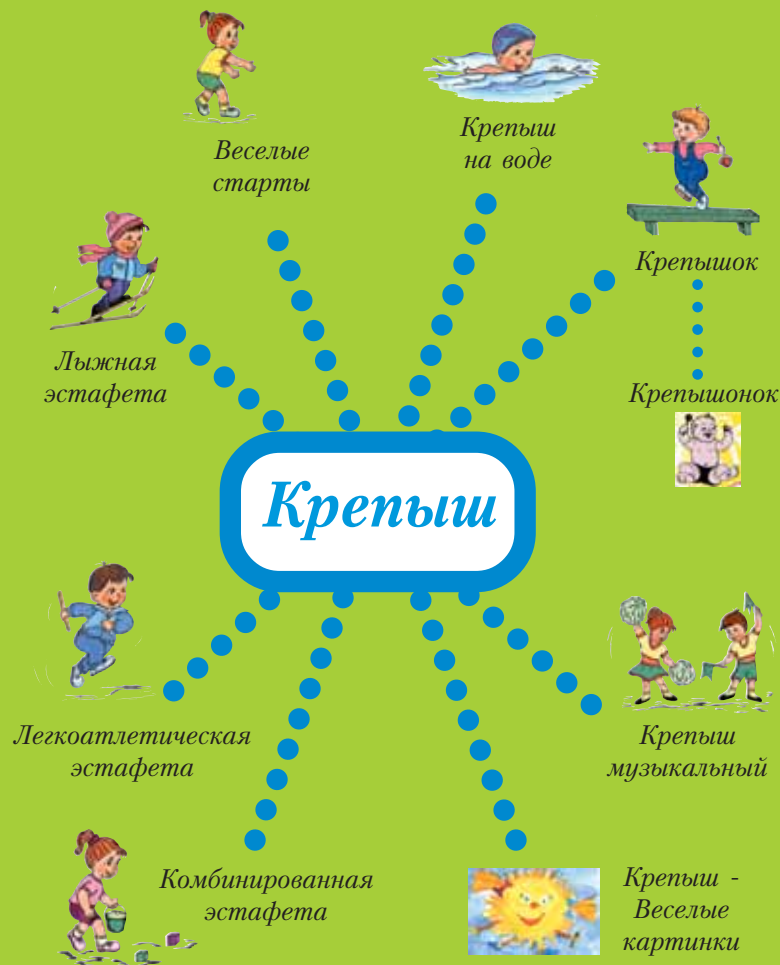 Веселые
старты
Крепыш
на воде
Крепышок
Лыжная
эстафета
Крепышонок
Крепыш
Легкоатлетическая
эстафета
Крепыш
музыкальный
Комбинированная
эстафета
Крепыш -
Веселые
картинки